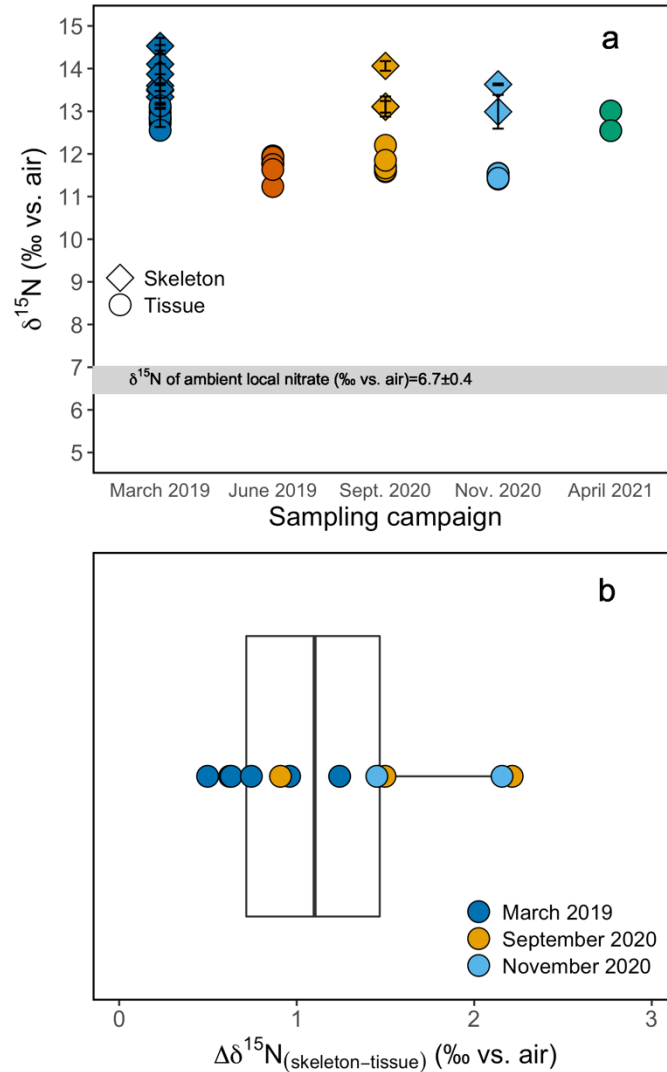 a
15
14
13
12
11
10
9
8
7
6
5
δ15N (‰ vs. air)
Skeleton
Tissue
δ15N of ambient local nitrate (‰ vs. air)=6.7±0.4
March 2019 June 2019 Sept. 2020 Nov. 2020 April 2021
Sampling campaign
b
March 2019
September 2020
November 2020
0 1 2 3
Δδ15N(skeleton−tissue) (‰ vs. air)